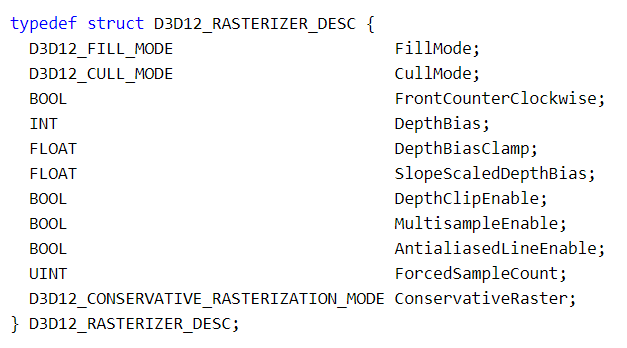 typedef struct D3D12_RASTERIZER_DESC {
  D3D12_FILL_MODE                       FillMode;
  D3D12_CULL_MODE                       CullMode;
  BOOL                                  FrontCounterClockwise;
  INT                                   DepthBias;
  FLOAT                                 DepthBiasClamp;
  FLOAT                                 SlopeScaledDepthBias;
  BOOL                                  DepthClipEnable;
  BOOL                                  MultisampleEnable;
  BOOL                                  AntialiasedLineEnable;
  UINT                                  ForcedSampleCount;
  D3D12_CONSERVATIVE_RASTERIZATION_MODE ConservativeRaster;
} D3D12_RASTERIZER_DESC;